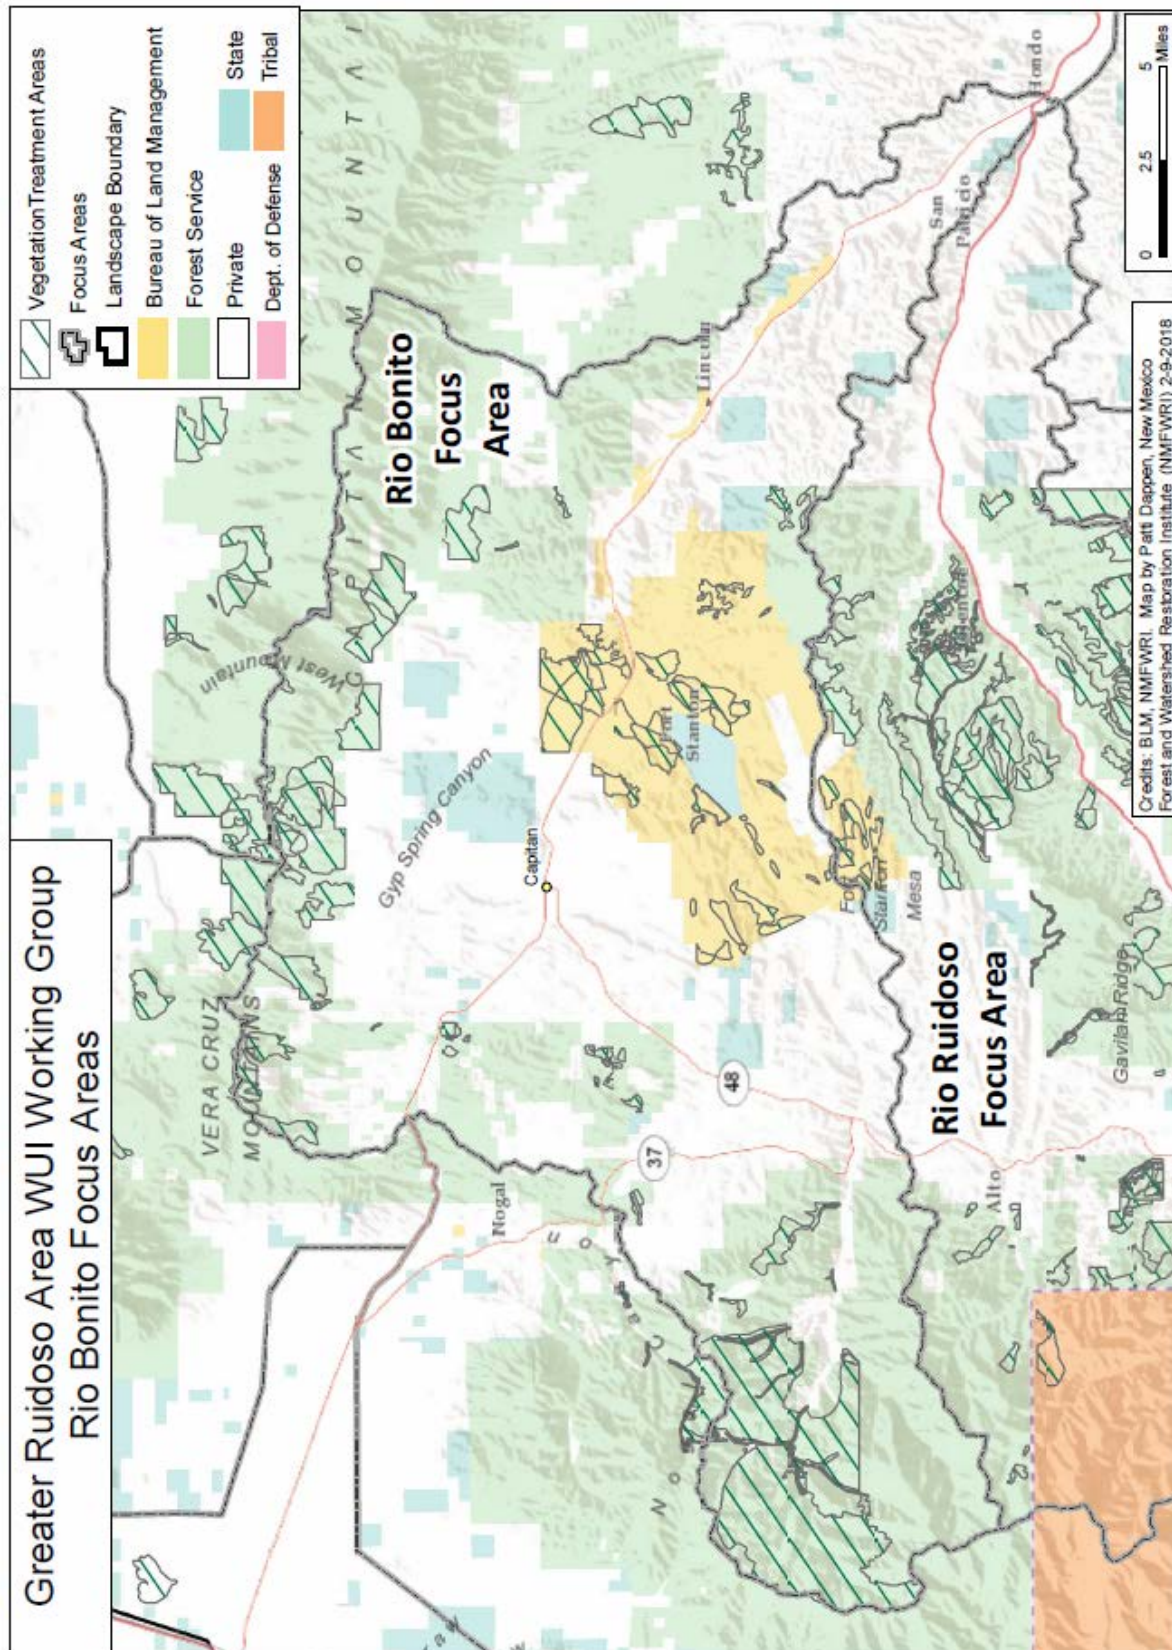 Greater Ruidoso Area WUI Working Group
Rio Bonito Focus Areas
Vegetation Treatment Areas
Focus Areas
Landscape Boundary
Bureau of Land Management
Forest Service
Private
State
Dept. of Defense
Tribal
VERA CRUZ
MOUNTAINS
West Mountain
CAPITAN MOUNTAI
Rio Bonito
Focus
Area
Gyp Spring Canyon
Capitan
Nogal
37
48
Fort
Stanton
Lincoln
Fort
Stanton
Mesa
San
Patricio
Hondo
Rio Ruidoso
Focus Area
Alto
Gavilan Ridge
0 2.5 5
Miles
Credits: BLM, NMFWRI. Map by Patti Dappen, New Mexico
Forest and Watershed Restoration Institute (NMFWRI) 2-9-2018